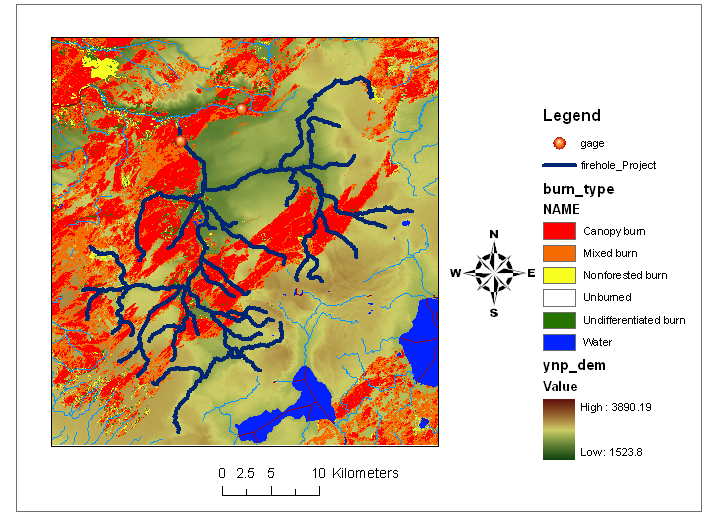 Legend
gage
firehole_Project
burn_type
NAME
Canopy burn
Mixed burn
Nonforested burn
Unburned
Undifferentiated burn
Water
ynp_dem
Value
High : 3890.19
Low : 1523.8
N
W E
S
0 2.5 5 10 Kilometers